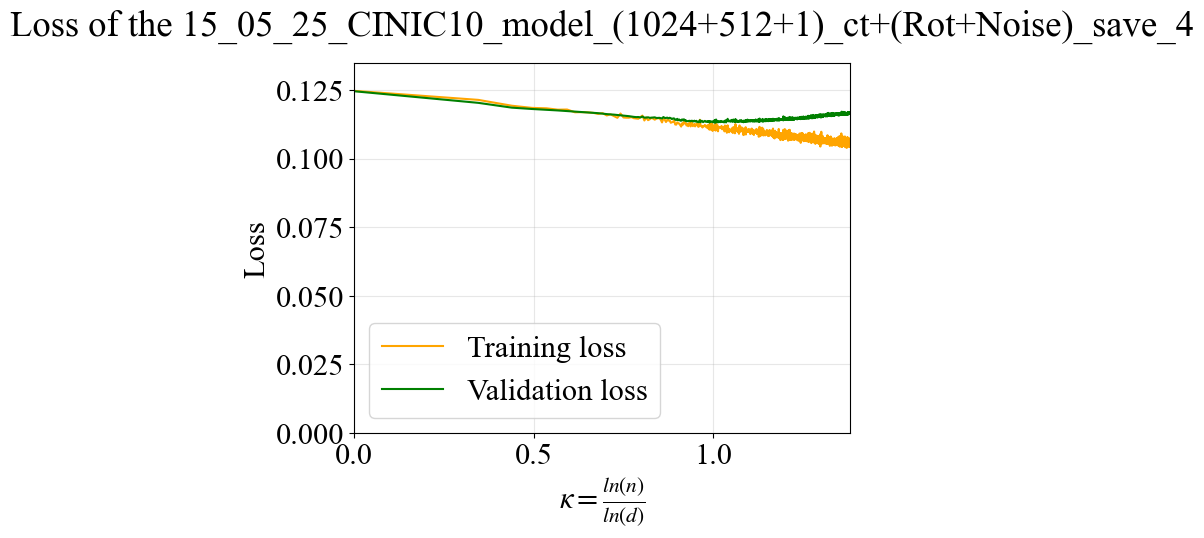 Loss of the 15_05_25_CINIC10_model_(1024+512+1)_ct+(Rot+Noise)_save_4
0.125
0.100
0.075
0.050
0.025
0.000
Loss
Training loss
Validation loss
0.0 0.5 1.0
κ = ln(n)/ln(d)